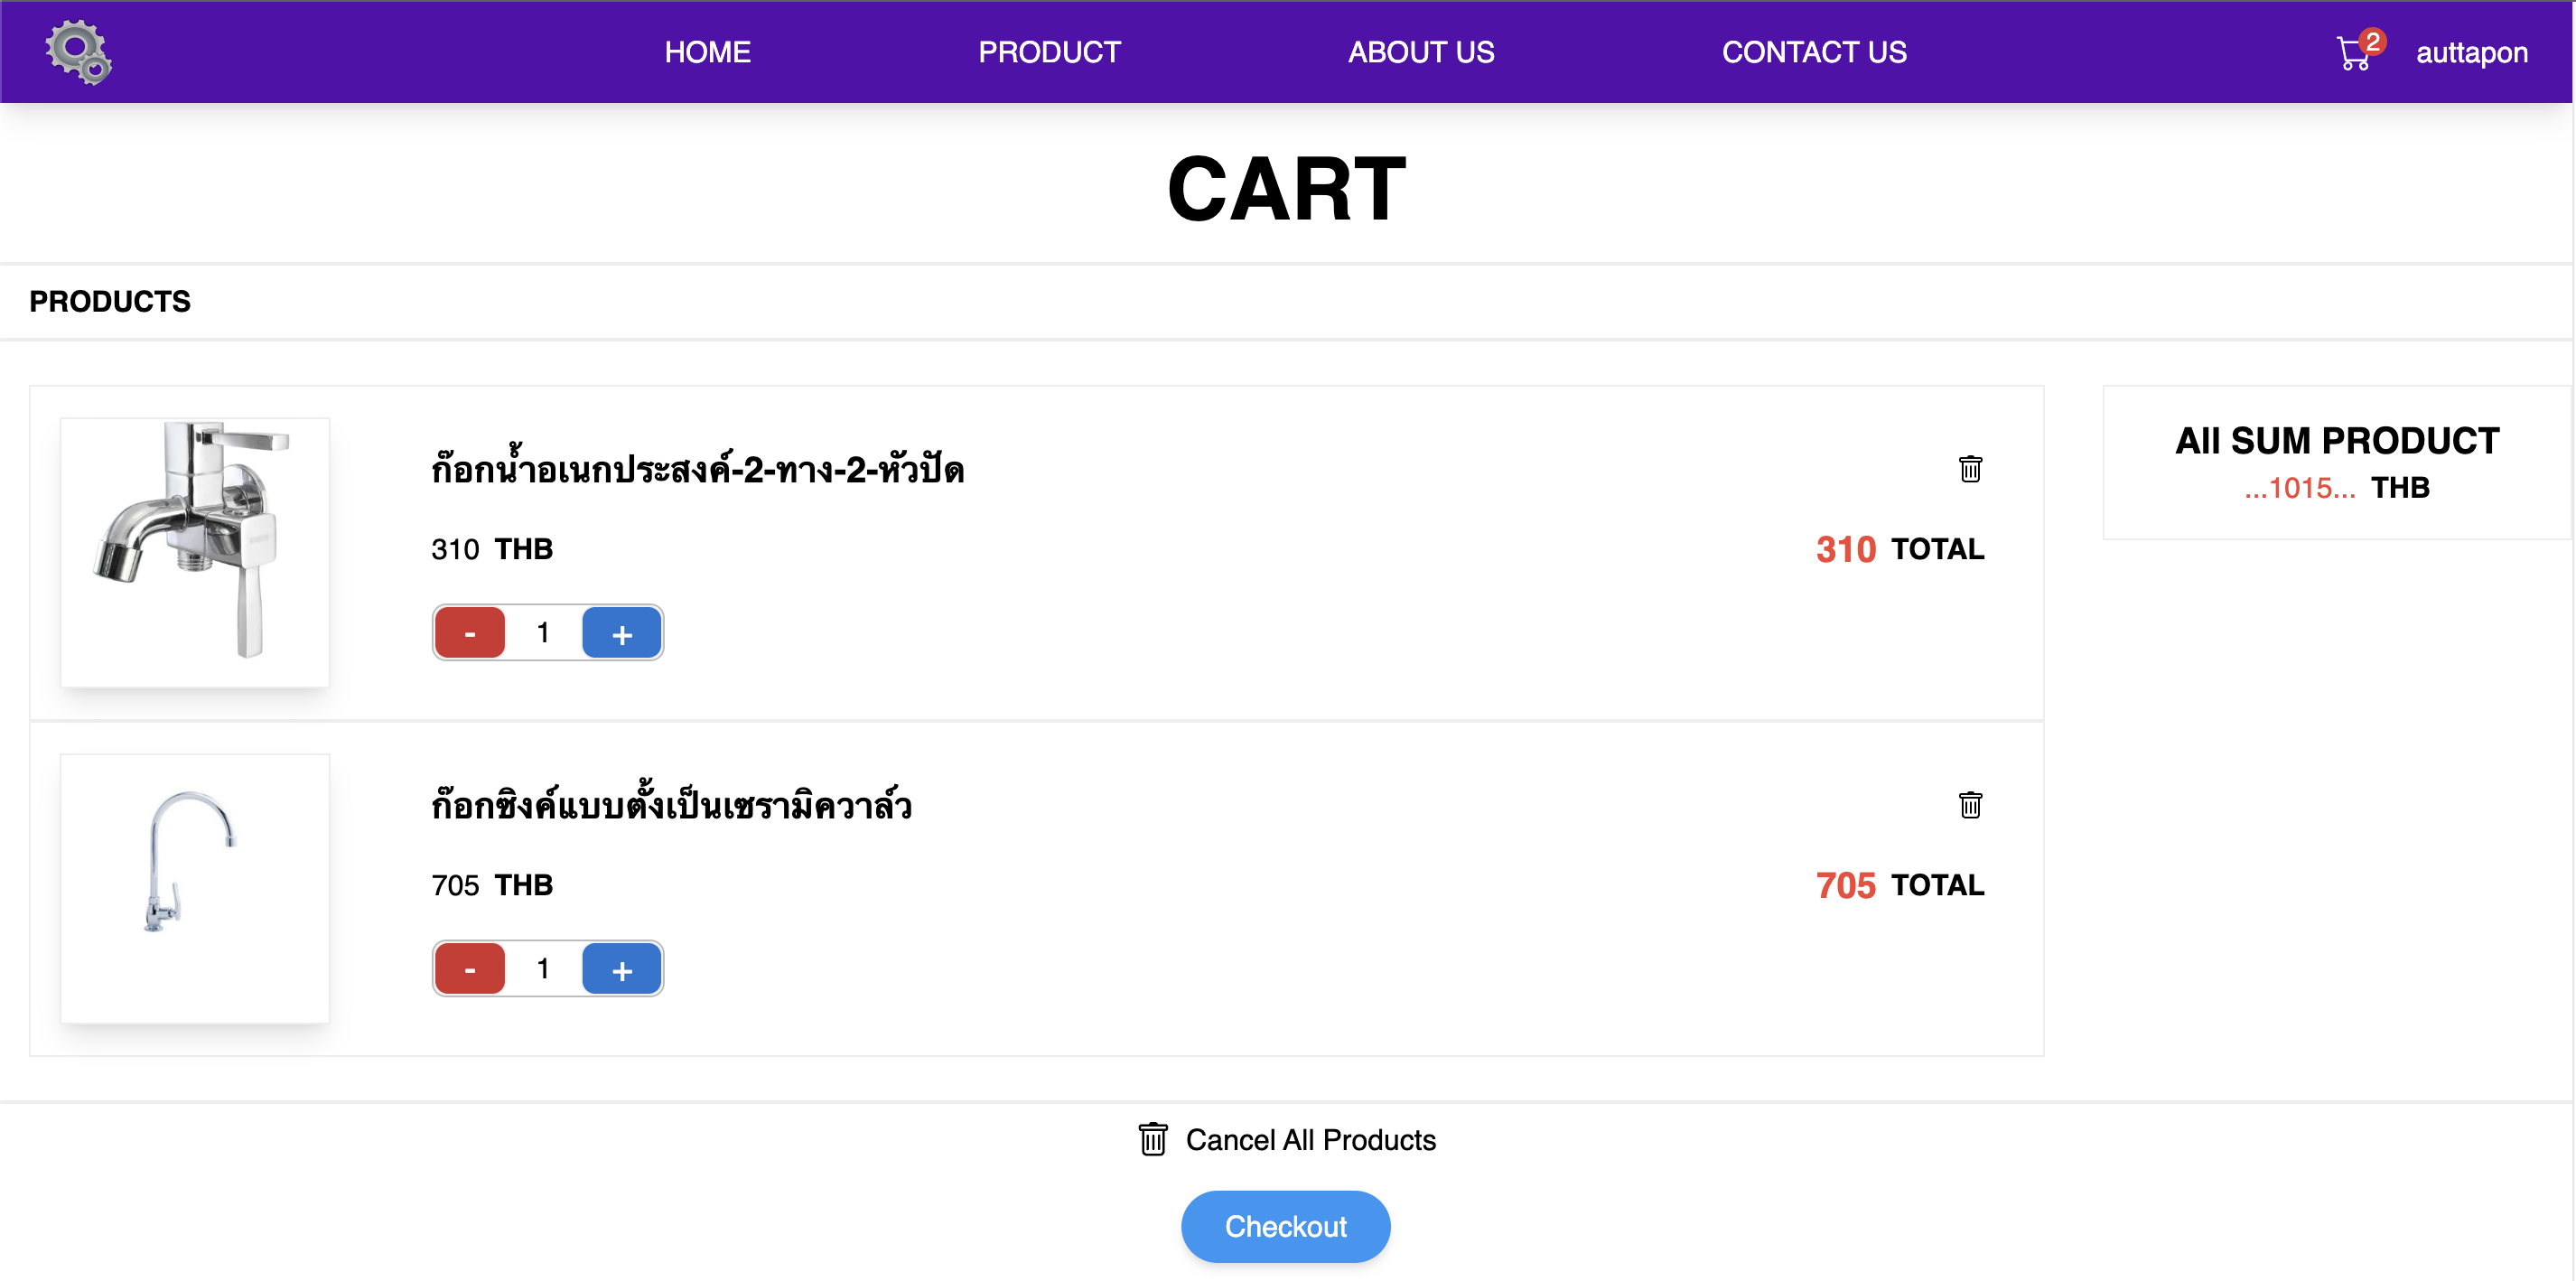 HOME PRODUCT ABOUT US CONTACT US 2 auttapon
CART
PRODUCTS
ก๊อกน้ำอเนกประสงค์-2-ทาง-2-หัวปัด
310 THB
310 TOTAL
- 1 +
ก๊อกซิงค์แบบตั้งเป็นเซรามิควาล์ว
705 THB
705 TOTAL
- 1 +
All SUM PRODUCT
...1015... THB
Cancel All Products
Checkout